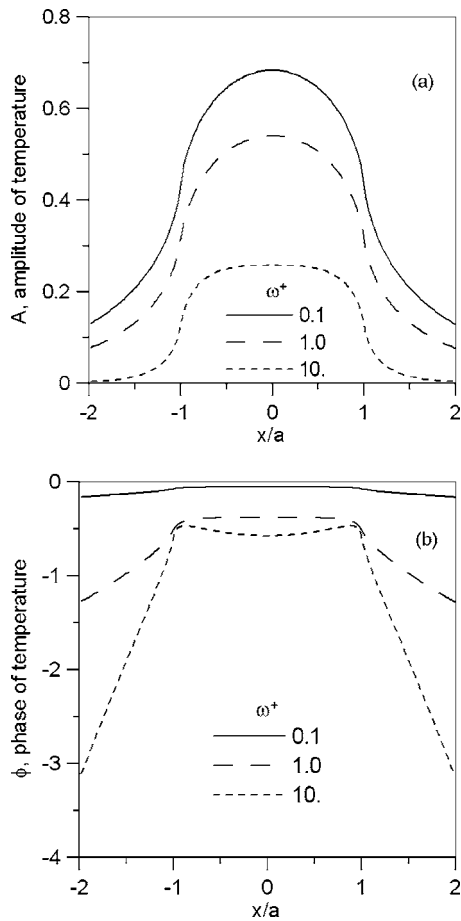 0.8
(a)
0.6
0.4
0.2
0
A, amplitude of temperature
ω⁺
0.1
1.0
10.
-2 -1 0 1 2
x/a
0
(b)
-1
-2
-3
-4
ϕ, phase of temperature
ω⁺
0.1
1.0
10.
-2 -1 0 1 2
x/a